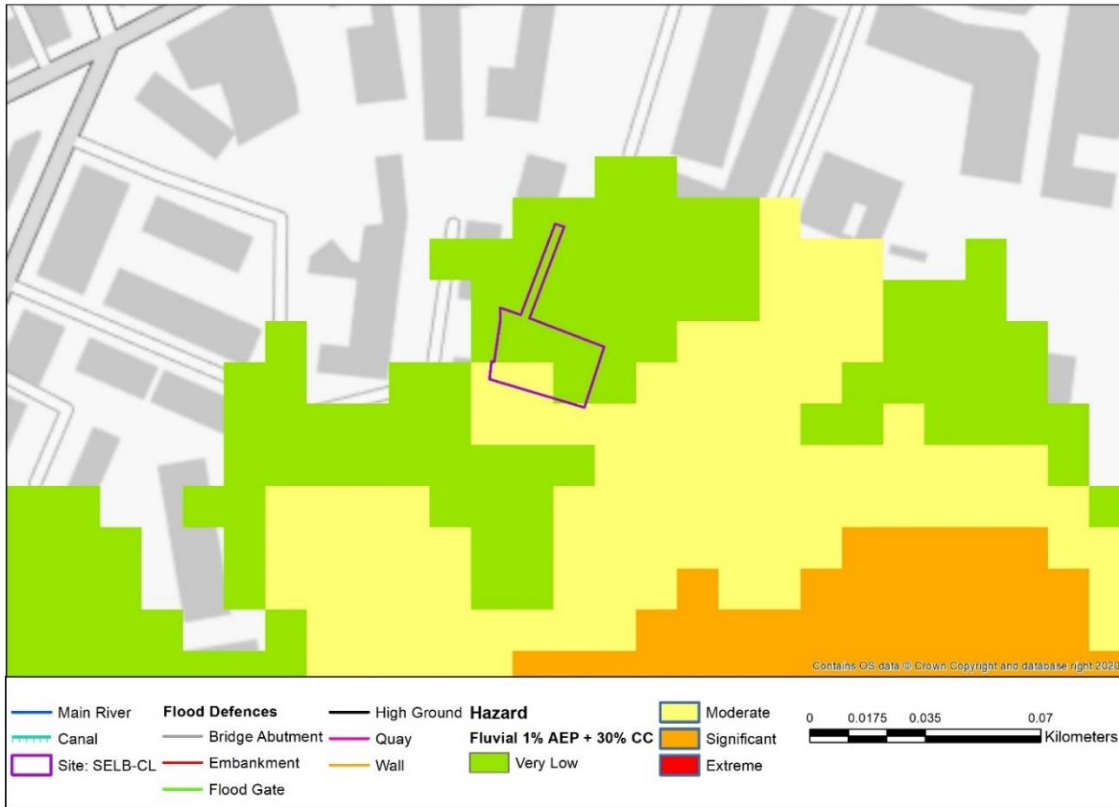 Contains OS data © Crown Copyright and database right 2020
Main River
Canal
Site: SELB-CL
Flood Defences
Bridge Abutment
Embankment
Flood Gate
High Ground
Quay
Wall
Hazard
Fluvial 1% AEP + 30% CC
Very Low
Moderate
Significant
Extreme
0 0.0175 0.035 0.07
Kilometers